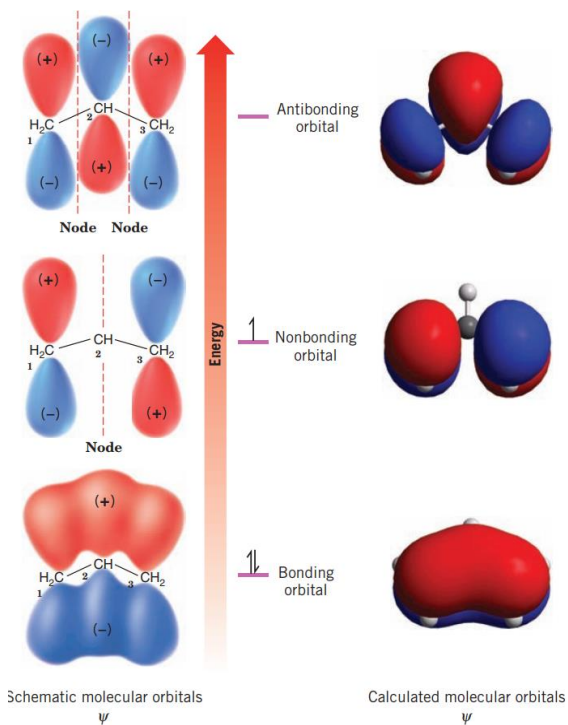 (+) (−) (+)
H₂C CH CH₂
1 2 3
(−) (+) (−)
Node Node
Antibonding
orbital
(+) (−)
H₂C CH CH₂
1 2 3
(−) (+)
Node
Energy
Nonbonding
orbital
(+)
H₂C CH CH₂
1 2 3
(−)
Bonding
orbital
Schematic molecular orbitals
ψ
Calculated molecular orbitals
ψ